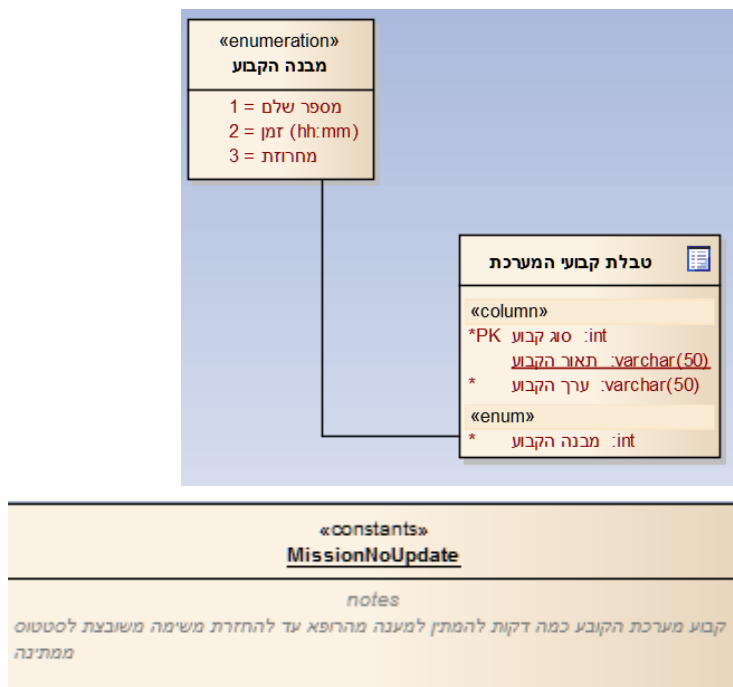 «enumeration»
מבנה הקבוע
מספר שלם = 1
זמן (hh:mm) = 2
מחרוזת = 3
טבלת קבועי המערכת
«column»
*PK סוג קבוע :int
תאור הקבוע :varchar(50)
* ערך הקבוע :varchar(50)
«enum»
* מבנה הקבוע :int
«constants»
MissionNoUpdate
notes
קבוע מערכת הקובע כמה דקות להמתין למענה מהרופא עד להחזרת משימה משובצת לסטטוס
ממתינה